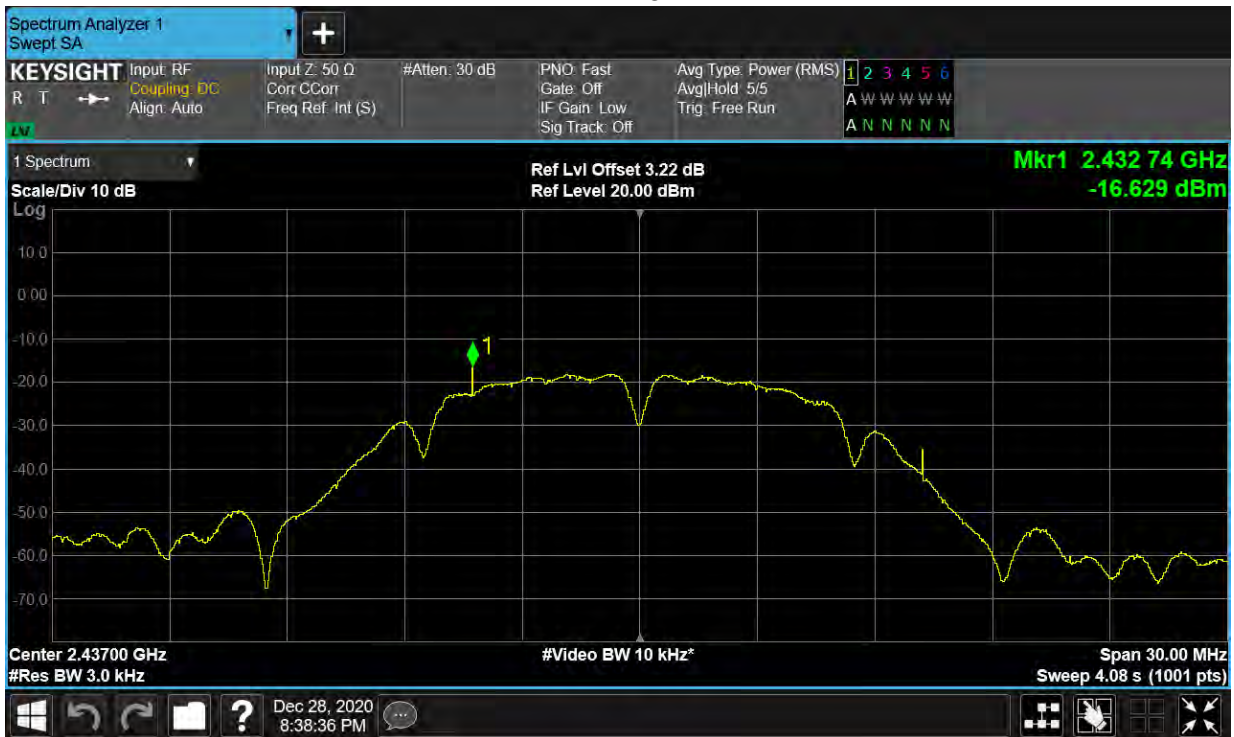 Spectrum Analyzer 1
Swept SA
KEYSIGHT Input: RF Input Z: 50 Ω #Atten: 30 dB PNO: Fast Avg Type: Power (RMS) 1 2 3 4 5 6
R T Coupling: DC Corr CCorr Gate: Off Avg|Hold: 5/5 A W W W W W
Align: Auto Freq Ref: Int (S) IF Gain: Low Trig: Free Run
Sig Track: Off A N N N N N
1 Spectrum Ref Lvl Offset 3.22 dB Mkr1 2.432 74 GHz
Scale/Div 10 dB Ref Level 20.00 dBm -16.629 dBm
Log
10.0
0.00
-10.0
1
-20.0
-30.0
-40.0
-50.0
-60.0
-70.0
Center 2.43700 GHz #Video BW 10 kHz* Span 30.00 MHz
#Res BW 3.0 kHz Sweep 4.08 s (1001 pts)
? Dec 28, 2020
8:38:36 PM